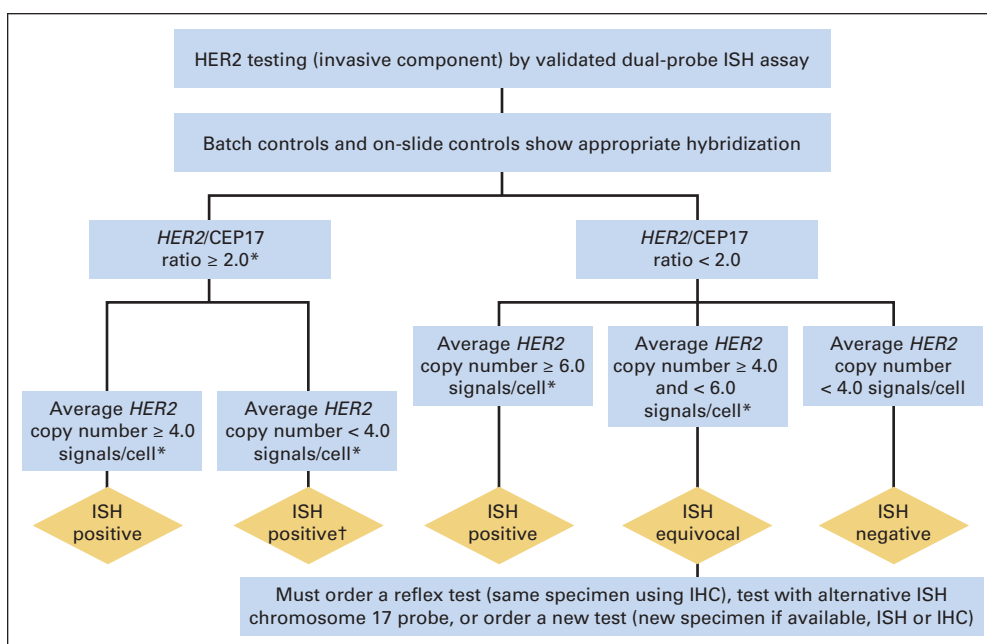 HER2 testing (invasive component) by validated dual-probe ISH assay
Batch controls and on-slide controls show appropriate hybridization
HER2/CEP17
ratio ≥ 2.0*
HER2/CEP17
ratio < 2.0
Average HER2
copy number ≥ 4.0
signals/cell*
Average HER2
copy number < 4.0
signals/cell*
Average HER2
copy number ≥ 6.0
signals/cell*
Average HER2
copy number ≥ 4.0
and < 6.0
signals/cell*
Average HER2
copy number
< 4.0 signals/cell
ISH
positive
ISH
positive†
ISH
positive
ISH
equivocal
ISH
negative
Must order a reflex test (same specimen using IHC), test with alternative ISH
chromosome 17 probe, or order a new test (new specimen if available, ISH or IHC)